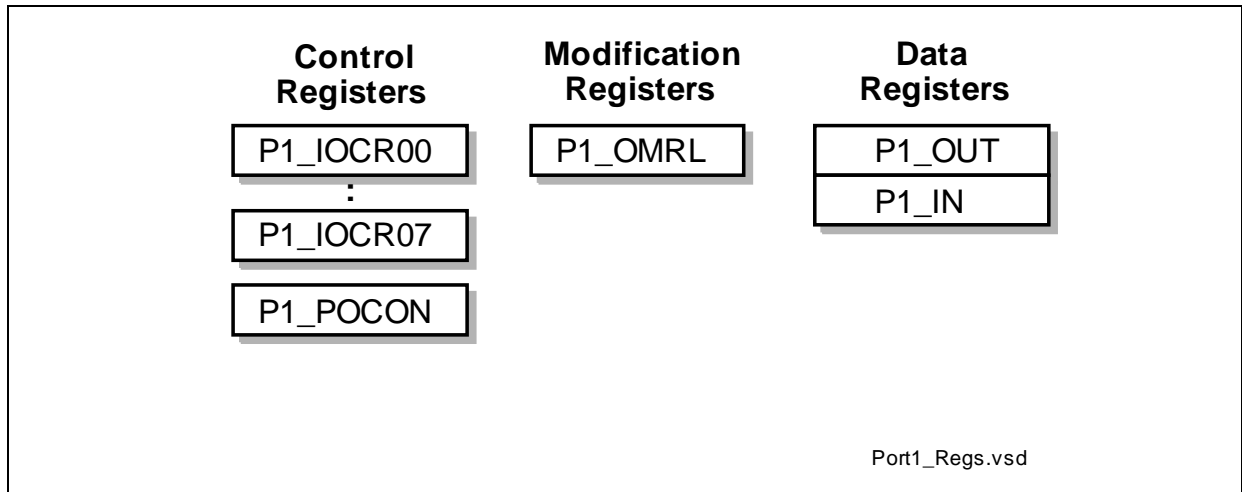 Control
Registers
P1_IOCR00
:
P1_IOCR07
P1_POCON
Modification
Registers
P1_OMRL
Data
Registers
P1_OUT
P1_IN
Port1_Regs.vsd